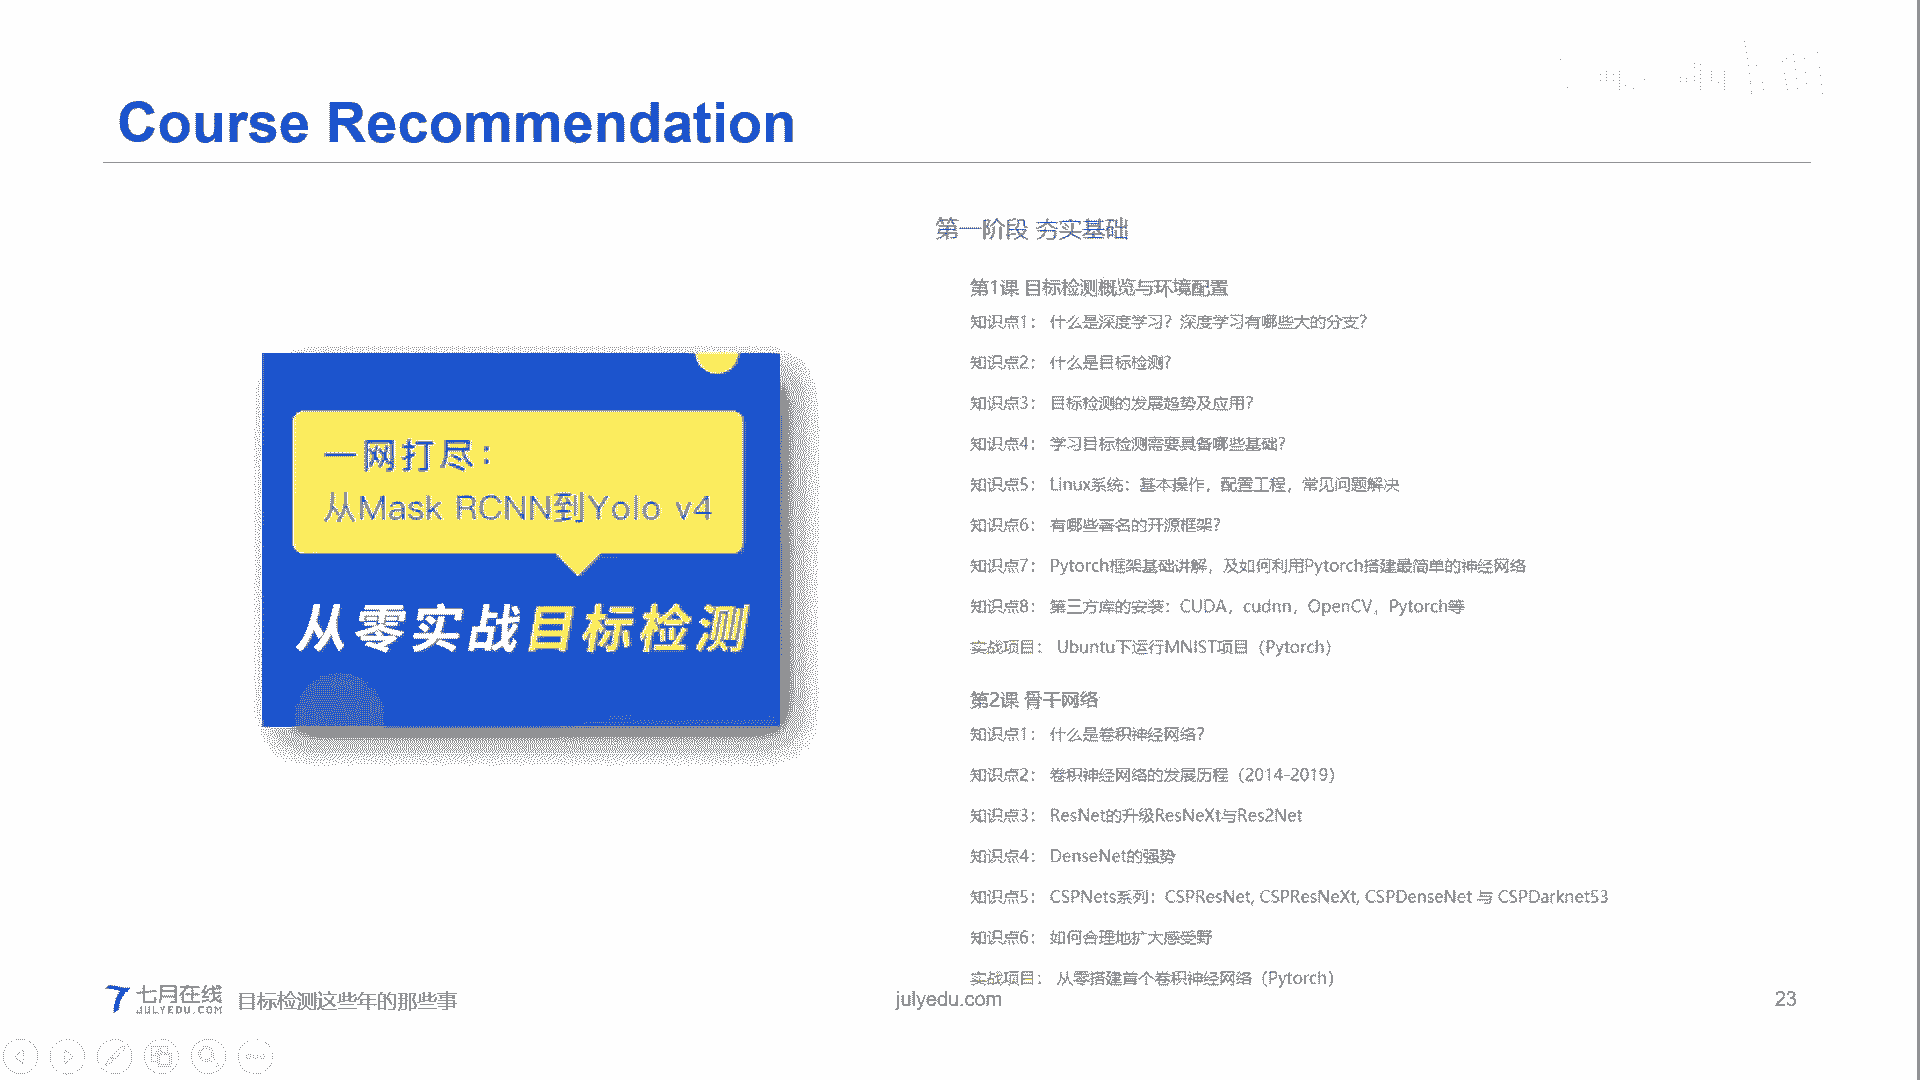 Course Recommendation
第一阶段 夯实基础
第1课 目标检测概览与环境配置
知识点1： 什么是深度学习？深度学习有哪些大的分支？
知识点2： 什么是目标检测？
知识点3： 目标检测的发展趋势及应用？
知识点4： 学习目标检测需要具备哪些基础？
知识点5： Linux系统：基本操作，配置工程，常见问题解决
知识点6： 有哪些著名的开源框架？
知识点7： Pytorch框架基础讲解，及如何利用Pytorch搭建最简单的神经网络
知识点8： 第三方库的安装：CUDA，cudnn，OpenCV，Pytorch等
实战项目： Ubuntu下运行MNIST项目（Pytorch）
第2课 骨干网络
知识点1： 什么是卷积神经网络？
知识点2： 卷积神经网络的发展历程（2014-2019）
知识点3： ResNet的升级ResNeXt与Res2Net
知识点4： DenseNet的强势
知识点5： CSPNets系列：CSPResNet, CSPResNeXt, CSPDenseNet 与 CSPDarknet53
知识点6： 如何合理地扩大感受野
实战项目： 从零搭建首个卷积神经网络（Pytorch）
一网打尽：
从Mask RCNN到Yolo v4
从零实战目标检测
七月在线
JULYEDU.COM
目标检测这些年的那些事
julyedu.com
23